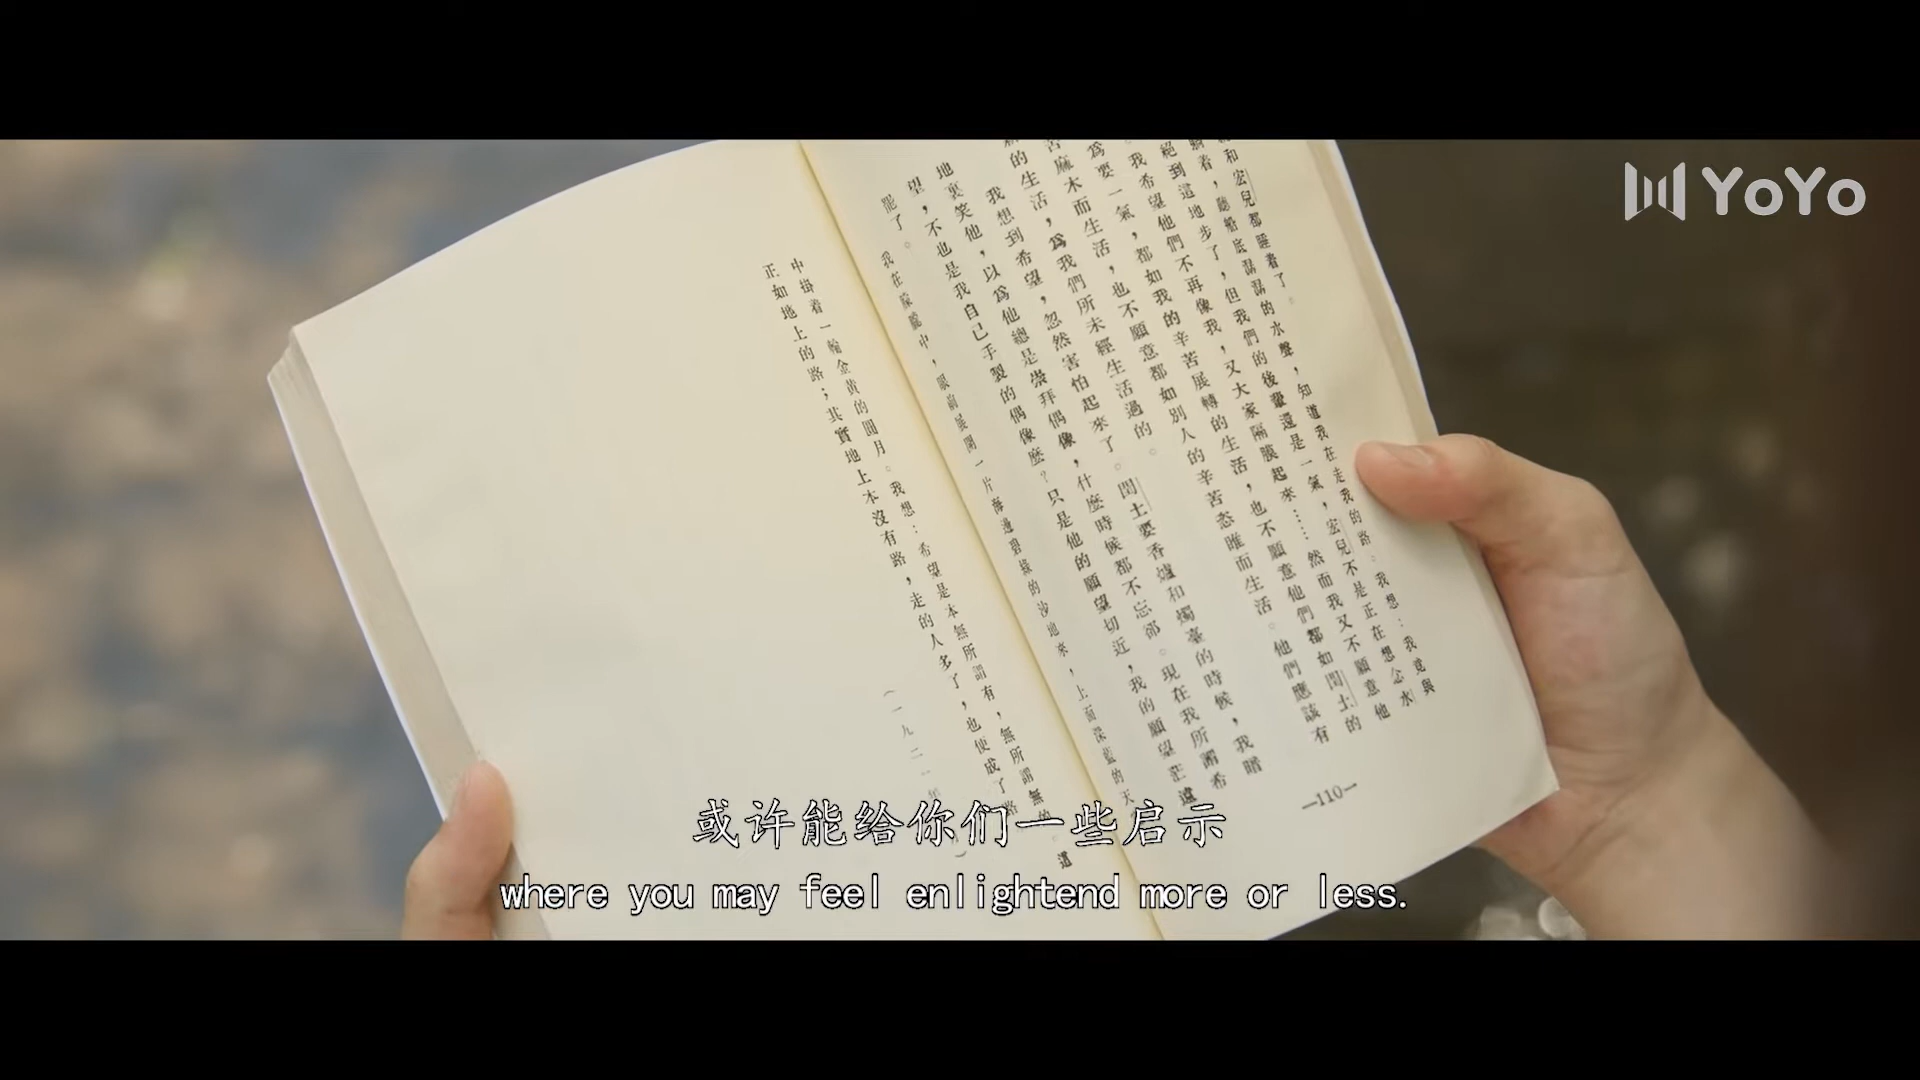 YoYo
和宏兒都睡着了。
躺着，聽船底潺潺的水聲，知道我在走我的路：我想：我竟與
絕到這地步了，但我們的後輩還是一氣，宏兒不是正在想念水
。我希望他們不再像我，又大家隔膜起來……然而我又不願意他
爲要一氣，都如我的辛苦展轉的生活，也不願意他們都如閏土的
苦麻木而生活，也不願意都如別人的辛苦恣睢而生活。他們應該有
的生活，爲我們所未經生活過的。
我想到希望，忽然害怕起來了。閏土要香爐和燭臺的時候，我暗
地裏笑他，以爲他總是崇拜偶像，什麼時候都不忘卻。現在我所謂希
望，不也是我自己手製的偶像麼？只是他的願望切近，我的願望茫遠
罷了。我在朦朧中，眼前展開一片海邊碧綠的沙地來，上面深藍的天
—110—
中掛着一輪金黃的圓月。我想：希望是本無所謂有，無所謂無的。這
正如地上的路；其實地上本沒有路，走的人多了，也便成了路
（一九二一年
或许能给你们一些启示
where you may feel enlightend more or less.